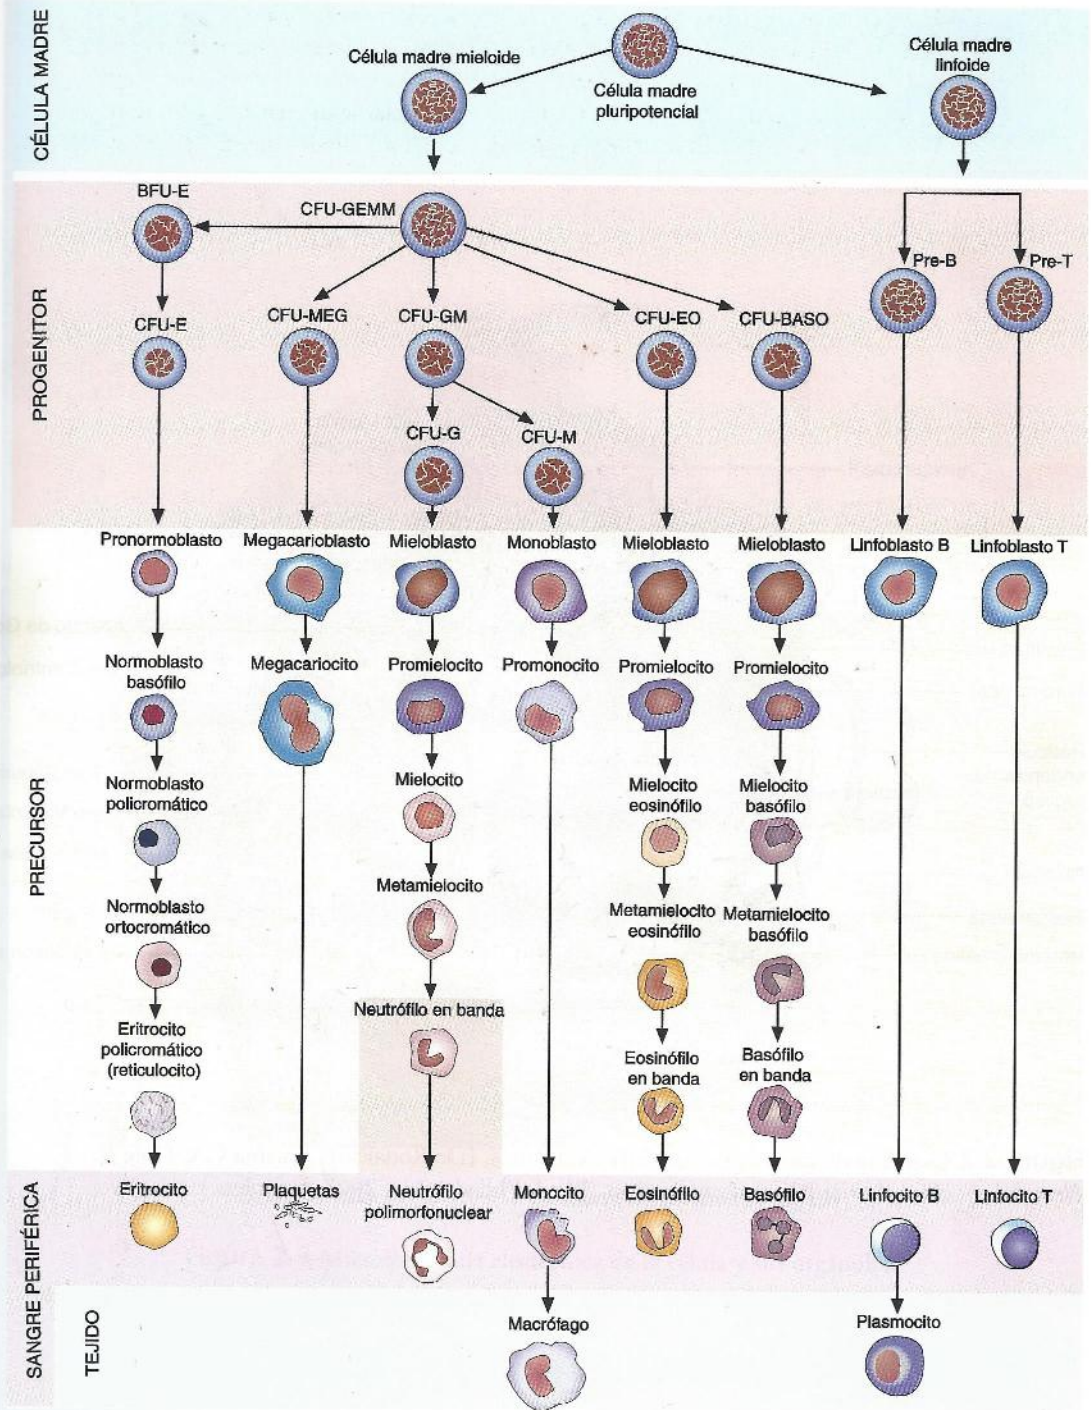 CÉLULA MADRE
Célula madre mieloide
Célula madre
pluripotencial
Célula madre
linfoide
PROGENITOR
BFU-E
CFU-GEMM
Pre-B
Pre-T
CFU-E
CFU-MEG
CFU-GM
CFU-EO
CFU-BASO
CFU-G
CFU-M
PRECURSOR
Pronormoblasto
Megacarioblasto
Mieloblasto
Monoblasto
Mieloblasto
Mieloblasto
Linfoblasto B
Linfoblasto T
Normoblasto
basófilo
Megacariocito
Promielocito
Promonocito
Promielocito
Promielocito
Normoblasto
policromático
Mielocito
Mielocito
eosinófilo
Mielocito
basófilo
Normoblasto
ortocromático
Metamielocito
Metamielocito
eosinófilo
Metamielocito
basófilo
Eritrocito
policromático
(reticulocito)
Neutrófilo en banda
Eosinófilo
en banda
Basófilo
en banda
SANGRE PERIFÉRICA
Eritrocito
Plaquetas
Neutrófilo
polimorfonuclear
Monocito
Eosinófilo
Basófilo
Linfocito B
Linfocito T
TEJIDO
Macrófago
Plasmocito